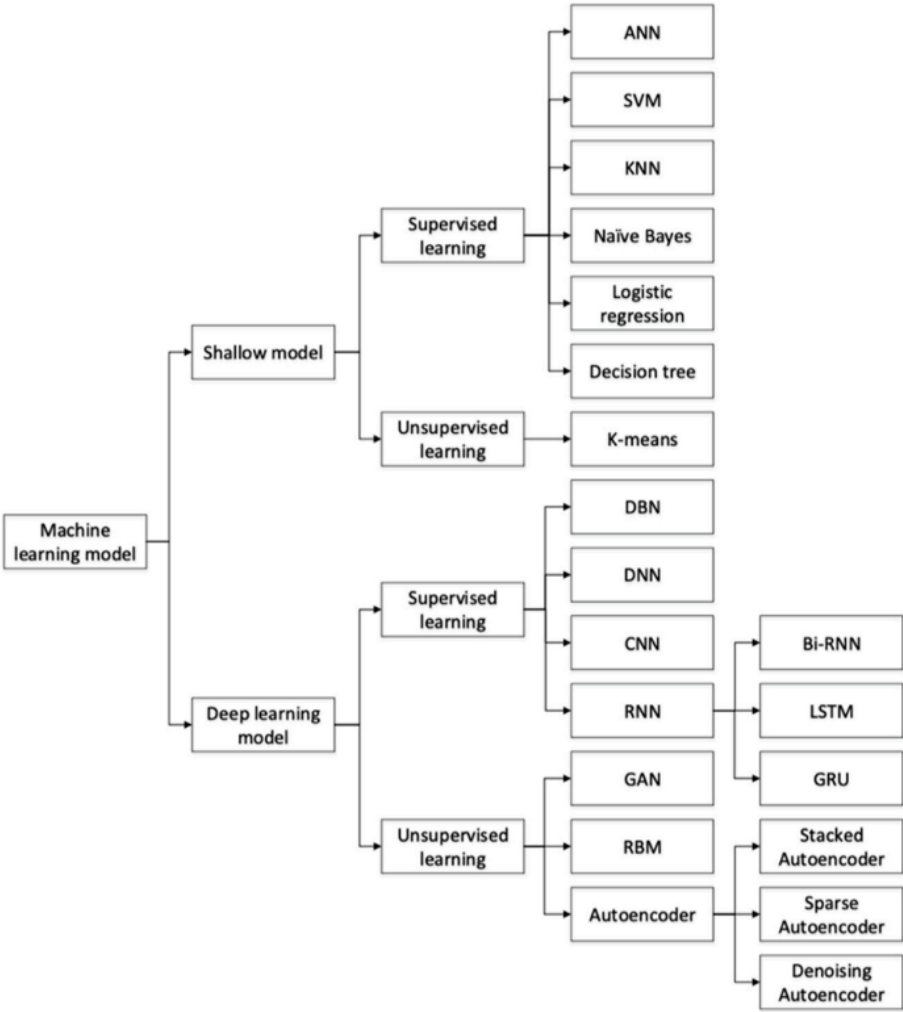 ANN
SVM
KNN
Supervised
learning
Naïve Bayes
Logistic
regression
Shallow model
Decision tree
Unsupervised
learning
K-means
DBN
Machine
learning model
DNN
Supervised
learning
CNN
Bi-RNN
Deep learning
model
RNN
LSTM
GAN
GRU
Unsupervised
learning
RBM
Stacked
Autoencoder
Autoencoder
Sparse
Autoencoder
Denoising
Autoencoder